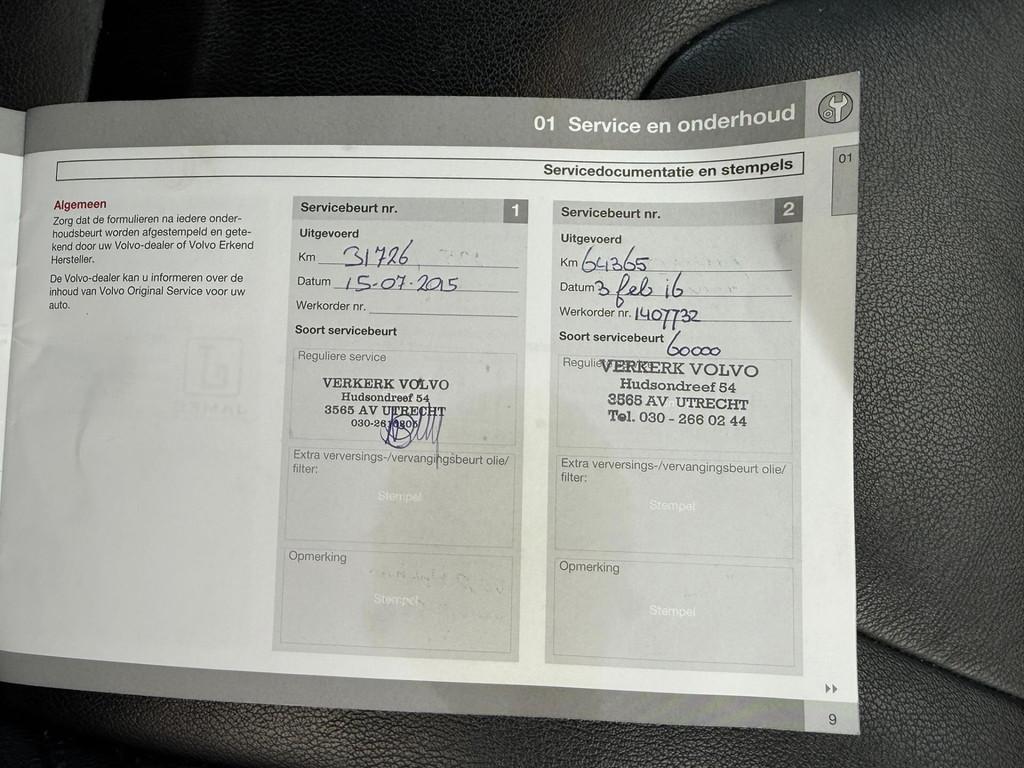 01 Service en onderhoud
01
Servicedocumentatie en stempels
Algemeen
Zorg dat de formulieren na iedere onder-
houdsbeurt worden afgestempeld en gete-
kend door uw Volvo-dealer of Volvo Erkend
Hersteller.
De Volvo-dealer kan u informeren over de
inhoud van Volvo Original Service voor uw
auto.
Servicebeurt nr. 1
Uitgevoerd
Km 31726
Datum 15-07-2015
Werkorder nr.
Soort servicebeurt
Reguliere service
VERKERK VOLVO
Hudsondreef 54
3565 AV UTRECHT
Extra verversings-/vervangingsbeurt olie/
filter:
Stempel
Opmerking
Stempel
Servicebeurt nr. 2
Uitgevoerd
Km 64365
Datum 3 feb 16
Werkorder nr. 1407732
Soort servicebeurt 60000
VERKERK VOLVO
Hudsondreef 54
3565 AV UTRECHT
Tel. 030 - 266 02 44
Extra verversings-/vervangingsbeurt olie/
filter:
Stempel
Opmerking
Stempel
9